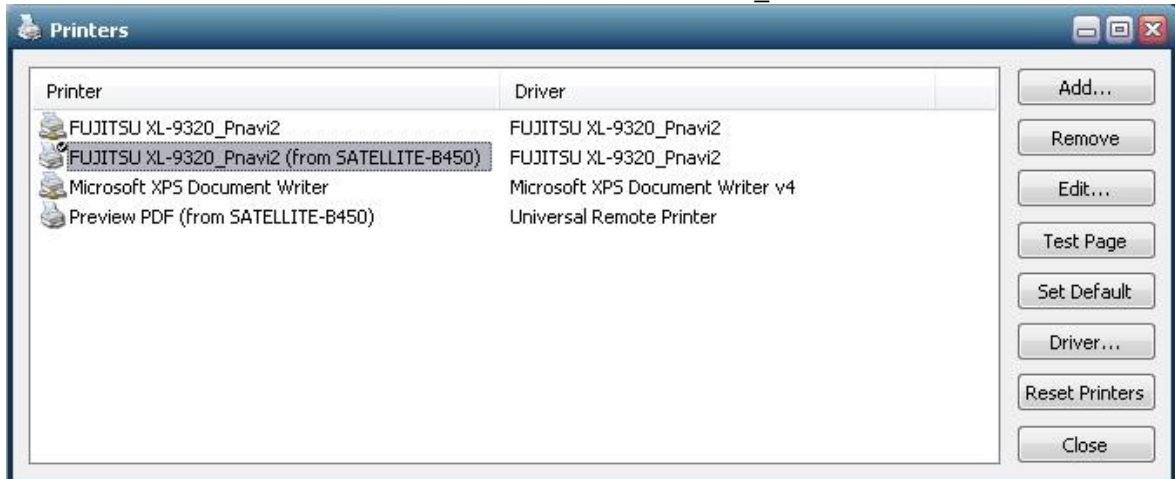 Printers
Printer Driver
Add...
FUJITSU XL-9320_Pnavi2 FUJITSU XL-9320_Pnavi2
Remove
FUJITSU XL-9320_Pnavi2 (from SATELLITE-B450) FUJITSU XL-9320_Pnavi2
Microsoft XPS Document Writer Microsoft XPS Document Writer v4
Edit...
Preview PDF (from SATELLITE-B450) Universal Remote Printer
Test Page
Set Default
Driver...
Reset Printers
Close